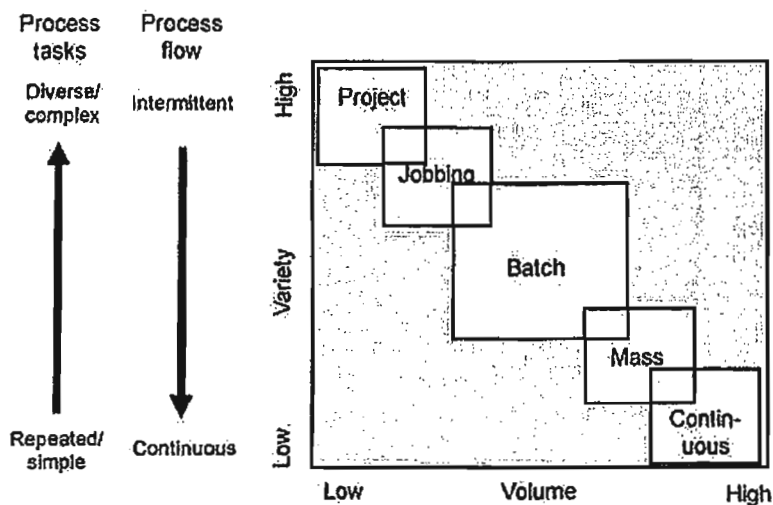 Process
tasks
Diverse/
complex
Repeated/
simple
Process
flow
Intermittent
Continuous
High
Variety
Low
Project
Jobbing
Batch
Mass
Contin-
uous
Low
Volume
High